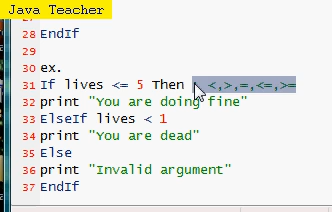 Java Teacher
28 EndIf
29
30 ex.
31 If lives <= 5 Then <,>,=,<=,>=
32 print "You are doing fine"
33 ElseIf lives < 1
34 print "You are dead"
35 Else
36 print "Invalid argument"
37 EndIf